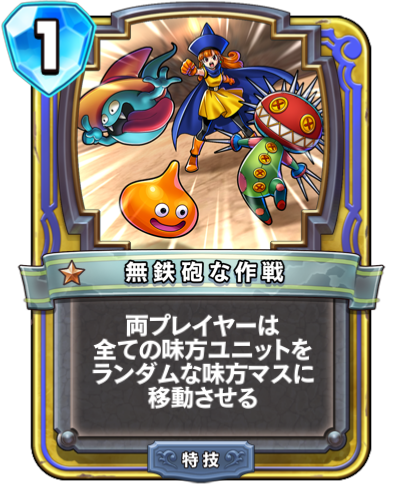 1
無鉄砲な作戦
両プレイヤーは
全ての味方ユニットを
ランダムな味方マスに
移動させる
特技